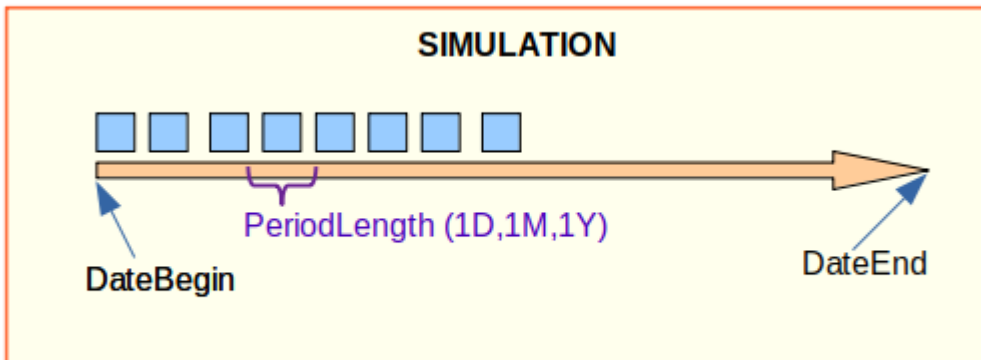 SIMULATION
PeriodLength (1D,1M,1Y)
DateBegin
DateEnd